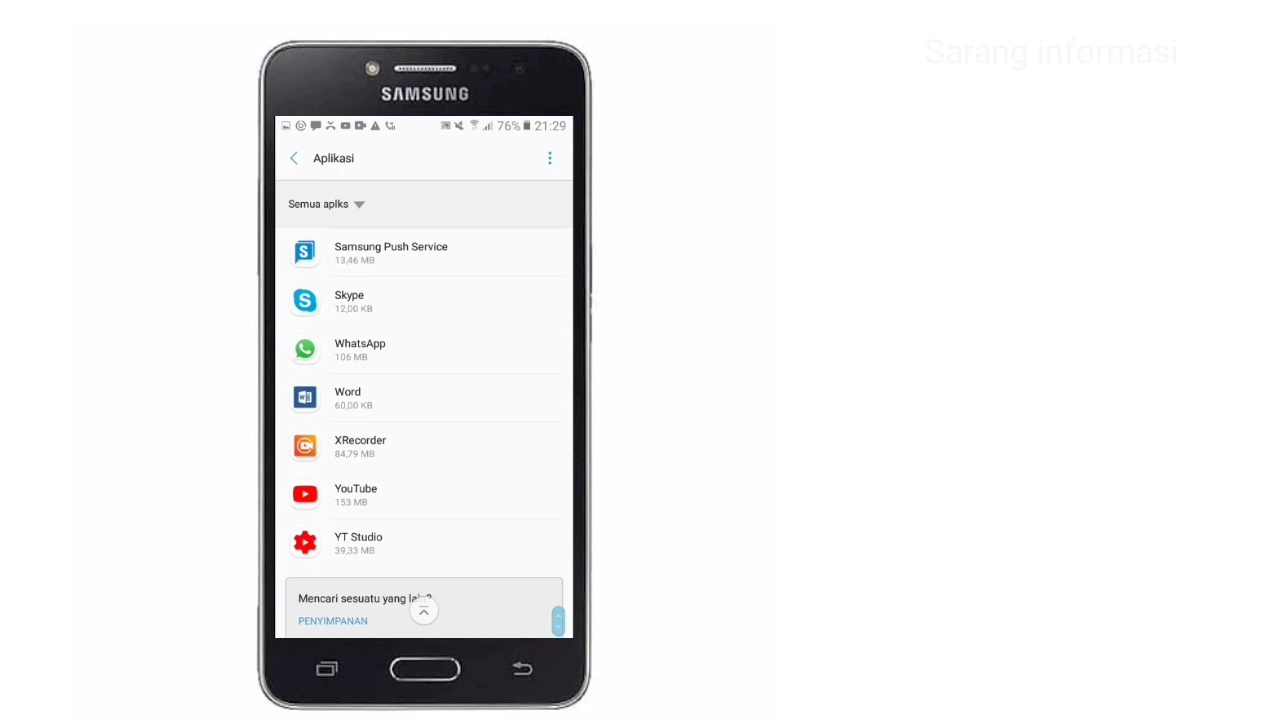 Sarang informasi
SAMSUNG
76% 21:29
Aplikasi
Semua aplks
Samsung Push Service
13,46 MB
Skype
12,00 KB
WhatsApp
106 MB
Word
60,00 KB
XRecorder
84,79 MB
YouTube
153 MB
YT Studio
39,33 MB
Mencari sesuatu yang lain?
PENYIMPANAN